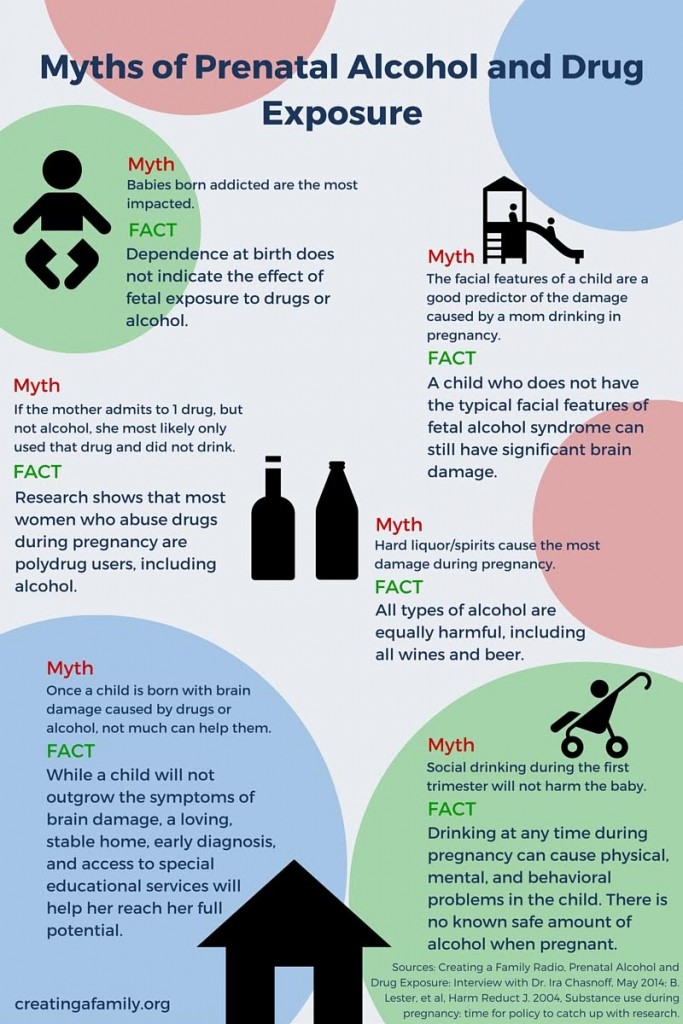 Myths of Prenatal Alcohol and Drug
Exposure
Myth
Babies born addicted are the most
impacted.
FACT
Dependence at birth does
not indicate the effect of
fetal exposure to drugs or
alcohol.
Myth
The facial features of a child are a
good predictor of the damage
caused by a mom drinking in
pregnancy.
FACT
A child who does not have
the typical facial features of
fetal alcohol syndrome can
still have significant brain
damage.
Myth
If the mother admits to 1 drug, but
not alcohol, she most likely only
used that drug and did not drink.
FACT
Research shows that most
women who abuse drugs
during pregnancy are
polydrug users, including
alcohol.
Myth
Hard liquor/spirits cause the most
damage during pregnancy.
FACT
All types of alcohol are
equally harmful, including
all wines and beer.
Myth
Once a child is born with brain
damage caused by drugs or
alcohol, not much can help them.
FACT
While a child will not
outgrow the symptoms of
brain damage, a loving,
stable home, early diagnosis,
and access to special
educational services will
help her reach her full
potential.
Myth
Social drinking during the first
trimester will not harm the baby.
FACT
Drinking at any time during
pregnancy can cause physical,
mental, and behavioral
problems in the child. There is
no known safe amount of
alcohol when pregnant.
Sources: Creating a Family Radio, Prenatal Alcohol and
Drug Exposure: Interview with Dr. Ira Chasnoff, May 2014; B.
Lester, et al, Harm Reduct J. 2004, Substance use during
pregnancy: time for policy to catch up with research.
creatingafamily.org